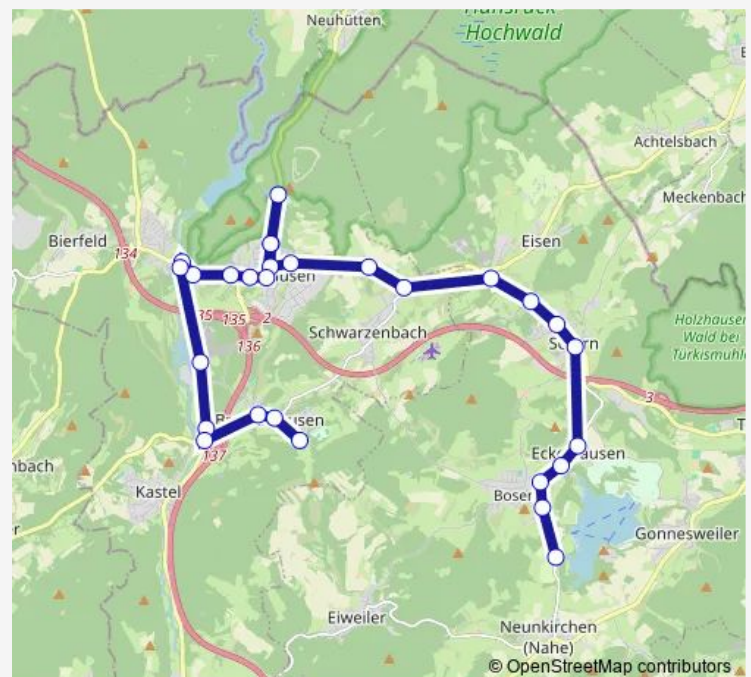 Neuhütten
Hochwald
Achtelsbach
Meckenbach
Bierfeld
134
Eisen
135
2
136
Schwarzenbach
Holzhauser
Wald bei
Türkismühle
3
137
Kastel
Bosen
Gonnesweiler
Eiweiler
Neunkirchen
(Nahe)
© OpenStreetMap contributors